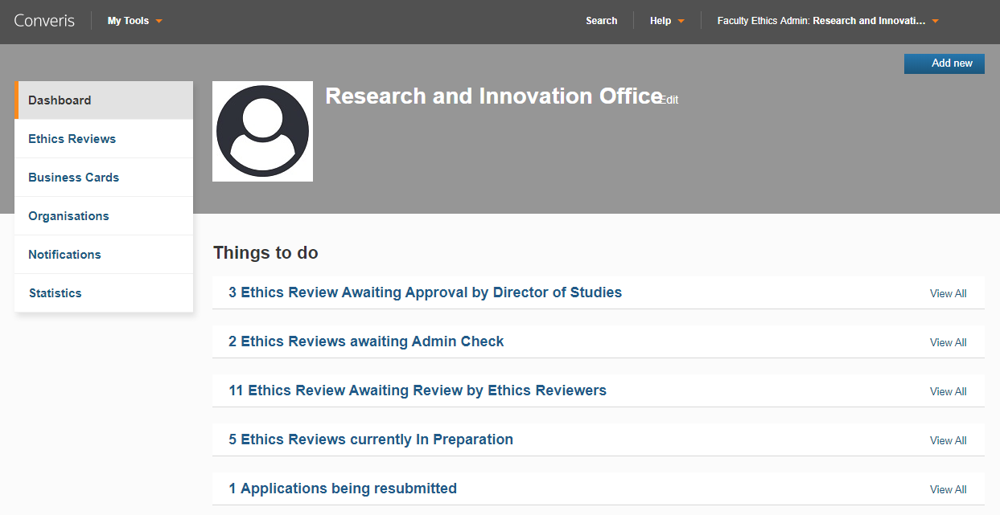 Converis
My Tools
Search
Help
Faculty Ethics Admin: Research and Innovati...
Add new
Dashboard
Ethics Reviews
Business Cards
Organisations
Notifications
Statistics
Research and Innovation Office
Edit
Things to do
3 Ethics Review Awaiting Approval by Director of Studies
View All
2 Ethics Reviews awaiting Admin Check
View All
11 Ethics Review Awaiting Review by Ethics Reviewers
View All
5 Ethics Reviews currently In Preparation
View All
1 Applications being resubmitted
View All